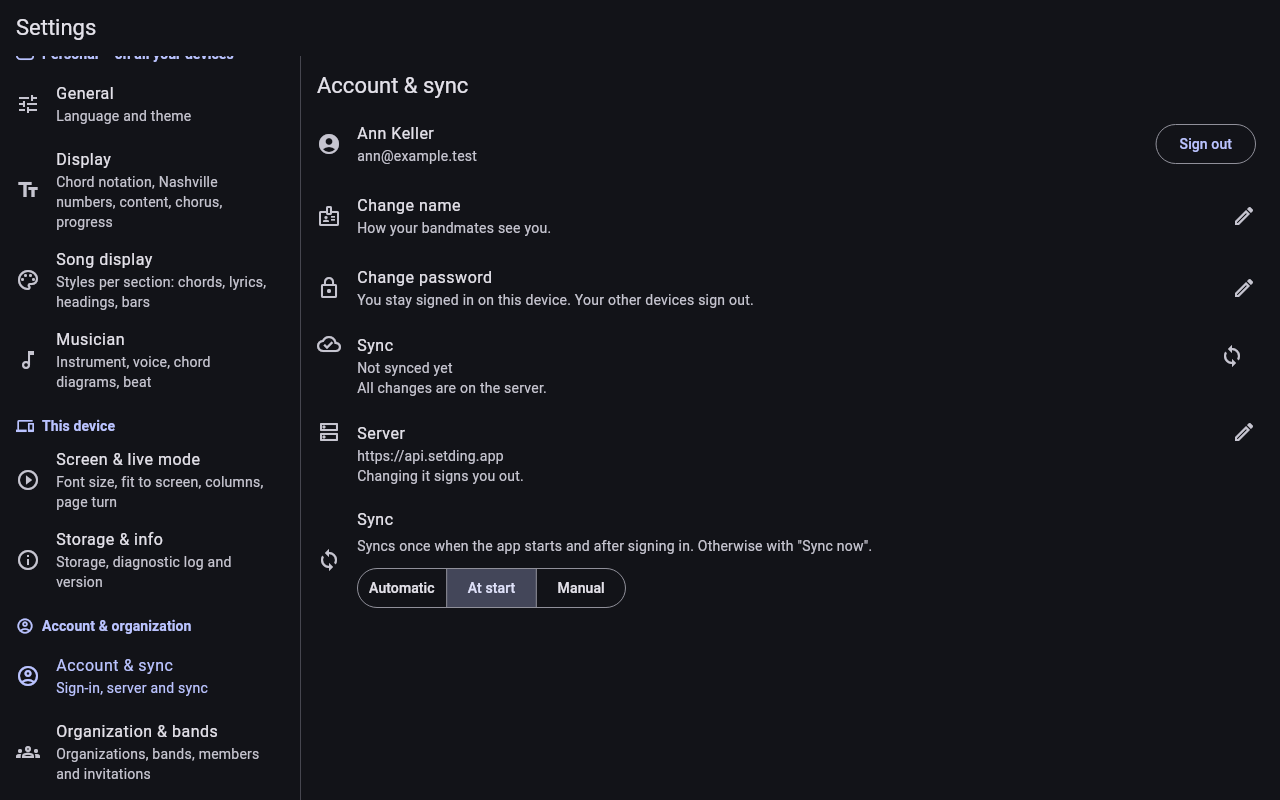 Settings
Personal – on all your devices
General
Language and theme
Display
Chord notation, Nashville
numbers, content, chorus,
progress
Song display
Styles per section: chords, lyrics,
headings, bars
Musician
Instrument, voice, chord
diagrams, beat
This device
Screen & live mode
Font size, fit to screen, columns,
page turn
Storage & info
Storage, diagnostic log and
version
Account & organization
Account & sync
Sign-in, server and sync
Organization & bands
Organizations, bands, members
and invitations
Account & sync
Ann Keller
ann@example.test
Sign out
Change name
How your bandmates see you.
Change password
You stay signed in on this device. Your other devices sign out.
Sync
Not synced yet
All changes are on the server.
Server
https://api.setding.app
Changing it signs you out.
Sync
Syncs once when the app starts and after signing in. Otherwise with "Sync now".
Automatic
At start
Manual